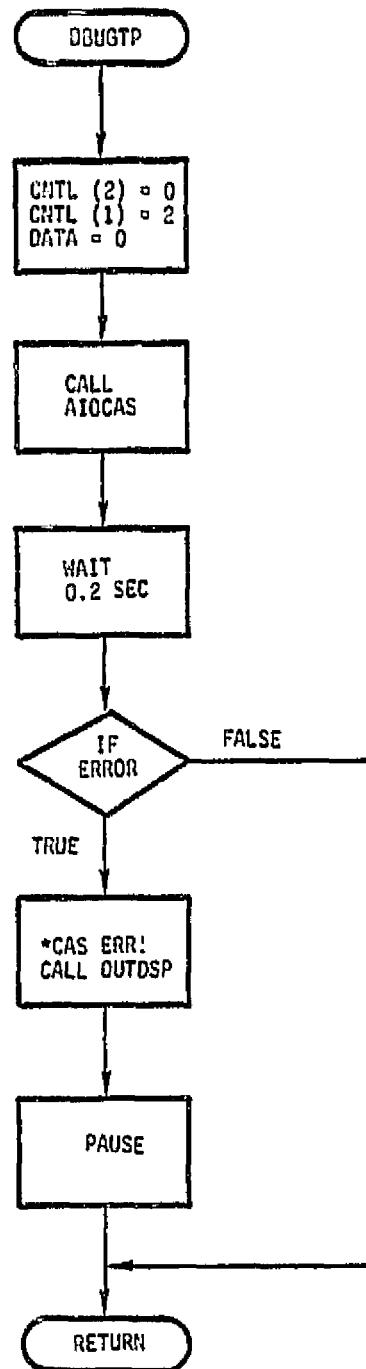 DBUGTP
CNTL (2) = 0
CNTL (1) = 2
DATA = 0
CALL
AIOCAS
WAIT
0.2 SEC
IF
ERROR
FALSE
TRUE
*CAS ERR!
CALL OUTDSP
PAUSE
RETURN